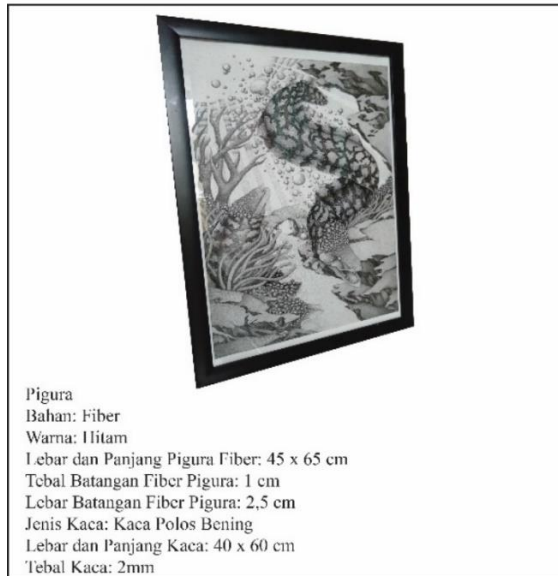 Pigura
Bahan: Fiber
Warna: Hitam
Lebar dan Panjang Pigura Fiber: 45 x 65 cm
Tebal Batangan Fiber Pigura: 1 cm
Lebar Batangan Fiber Pigura: 2,5 cm
Jenis Kaca: Kaca Polos Bening
Lebar dan Panjang Kaca: 40 x 60 cm
Tebal Kaca: 2mm